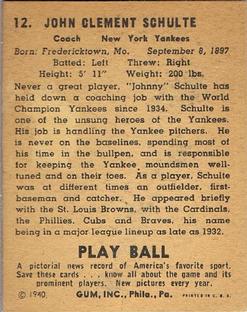 12. JOHN CLEMENT SCHULTE
Coach New York Yankees
Born: Fredericktown, Mo. September 8, 1897
Batted: Left Threw: Right
Height: 5' 11" Weight: 200 lbs.
Never a great player, "Johnny" Schulte has
held down a coaching job with the World
Champion Yankees since 1934. Schulte is
one of the unsung heroes of the Yankees.
His job is handling the Yankee pitchers. He
is never on the baselines, spending most of
his time in the bullpen, and is responsible
for keeping the Yankee moundsmen well-
tuned and on their toes. As a player, Schulte
was at different times an outfielder, first-
baseman and catcher. He appeared briefly
with the St. Louis Browns, with the Cardinals,
the Phillies, Cubs and Braves, his name
being in a major league lineup as late as 1932.
PLAY BALL
A pictorial news record of America's favorite sport.
Save these cards . . . know all about the game and
its prominent players. New pictures every year.
© 1940, GUM, INC., Phila., Pa. PRINTED IN U. S. A.